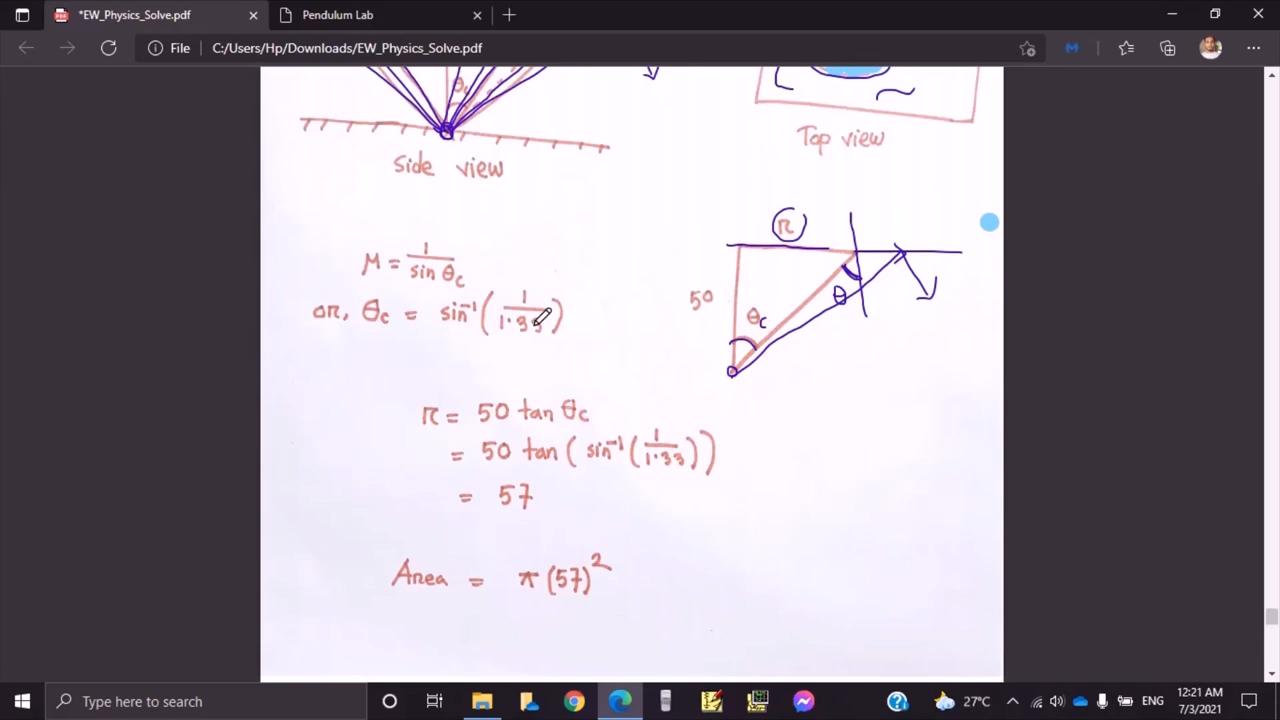 *EW_Physics_Solve.pdf
Pendulum Lab
File
C:/Users/Hp/Downloads/EW_Physics_Solve.pdf
θc
Side view
Top view
r
50
θc
θ
μ = 1/sin θc
or, θc = sin⁻¹(1/1.33)
r = 50 tan θc
= 50 tan(sin⁻¹(1/1.33))
= 57
Area = π(57)²
Type here to search
27°C
ENG
12:21 AM
7/3/2021